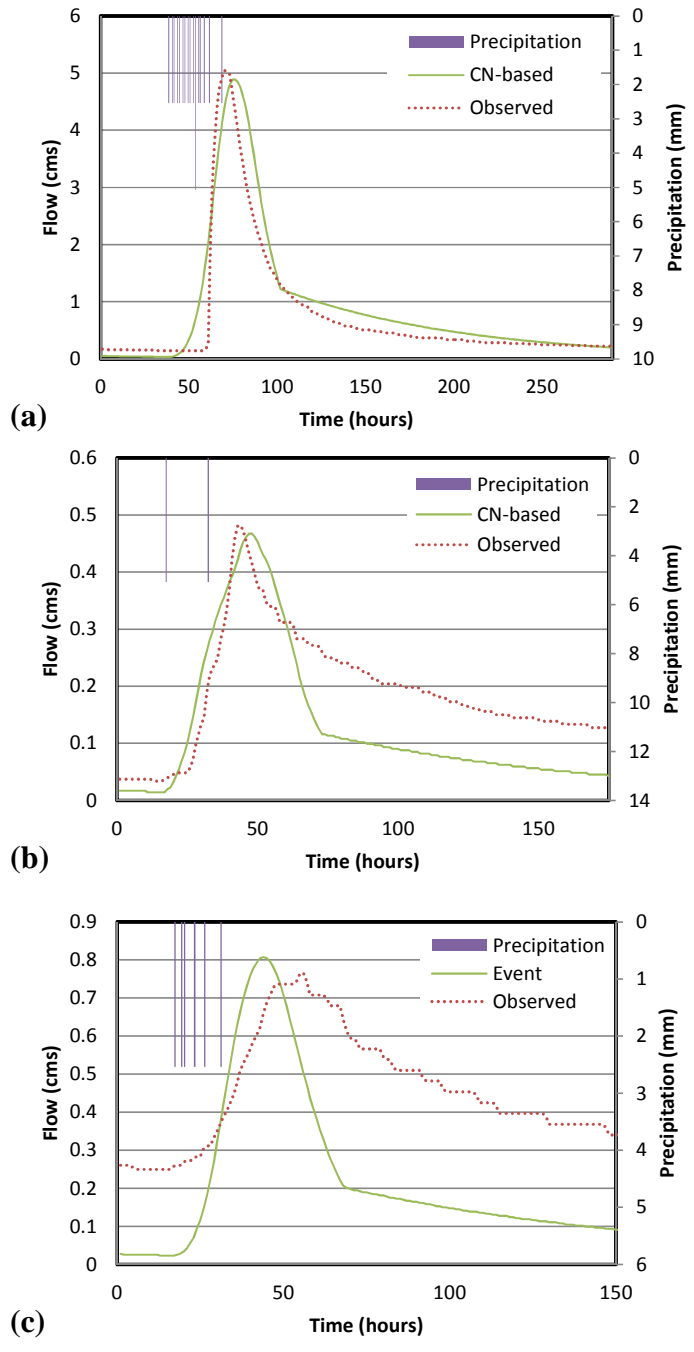 6
5
4
3
2
1
0
Flow (cms)
0
1
2
3
4
5
6
7
8
9
10
Precipitation (mm)
Precipitation
CN-based
Observed
0 50 100 150 200 250
Time (hours)
(a)
0.6
0.5
0.4
0.3
0.2
0.1
0
Flow (cms)
0
2
4
6
8
10
12
14
Precipitation (mm)
Precipitation
CN-based
Observed
0 50 100 150
Time (hours)
(b)
0.9
0.8
0.7
0.6
0.5
0.4
0.3
0.2
0.1
0
Flow (cms)
0
1
2
3
4
5
6
Precipitation (mm)
Precipitation
Event
Observed
0 50 100 150
Time (hours)
(c)